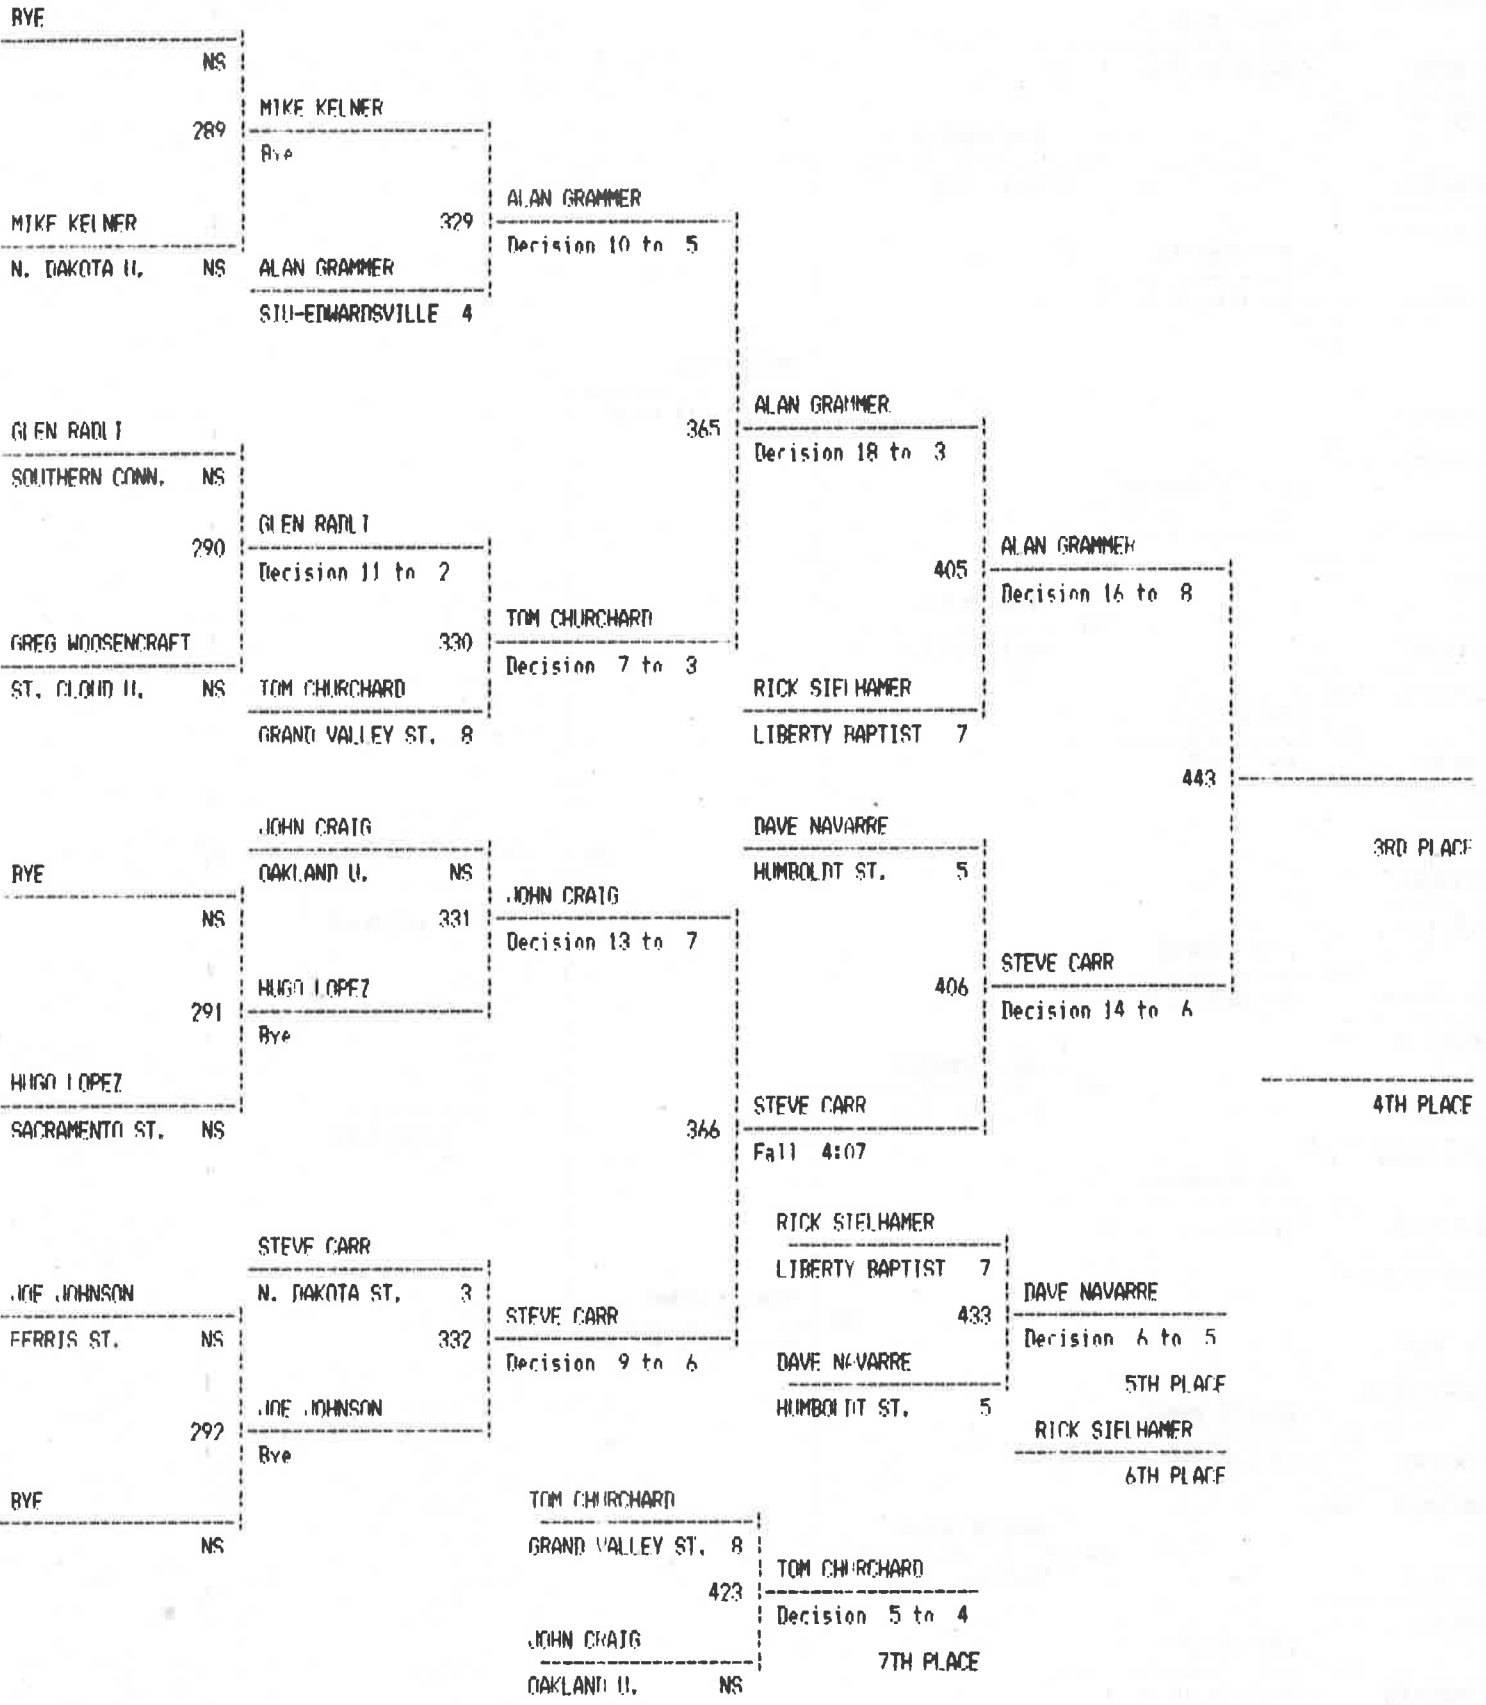 BYE
NS
289
MIKE KELNER
N. DAKOTA U. NS
MIKE KELNER
Bye
329
ALAN GRAMMER
SIU-EDWARDSVILLE 4
ALAN GRAMMER
Decision 10 to 5
GLEN RADLI
SOUTHERN CONN. NS
290
GREG WOOSENCRAFT
ST. CLOUD U. NS
GLEN RADLI
Decision 11 to 2
330
TOM CHURCHARD
GRAND VALLEY ST. 8
TOM CHURCHARD
Decision 7 to 3
365
ALAN GRAMMER
Decision 18 to 3
405
RICK SIELHAMER
LIBERTY BAPTIST 7
ALAN GRAMMER
Decision 16 to 8
443
3RD PLACE
4TH PLACE
BYE
NS
291
HUGO LOPEZ
SACRAMENTO ST. NS
JOHN CRAIG
OAKLAND U. NS
331
HUGO LOPEZ
Bye
JOHN CRAIG
Decision 13 to 7
366
DAVE NAVARRE
HUMBOLDT ST. 5
406
STEVE CARR
Fall 4:07
STEVE CARR
Decision 14 to 6
JOE JOHNSON
FERRIS ST. NS
292
BYE
NS
STEVE CARR
N. DAKOTA ST. 3
332
JOE JOHNSON
Bye
STEVE CARR
Decision 9 to 6
RICK SIELHAMER
LIBERTY BAPTIST 7
433
DAVE NAVARRE
HUMBOLDT ST. 5
DAVE NAVARRE
Decision 6 to 5
5TH PLACE
RICK SIELHAMER
6TH PLACE
TOM CHURCHARD
GRAND VALLEY ST. 8
423
JOHN CRAIG
OAKLAND U. NS
TOM CHURCHARD
Decision 5 to 4
7TH PLACE